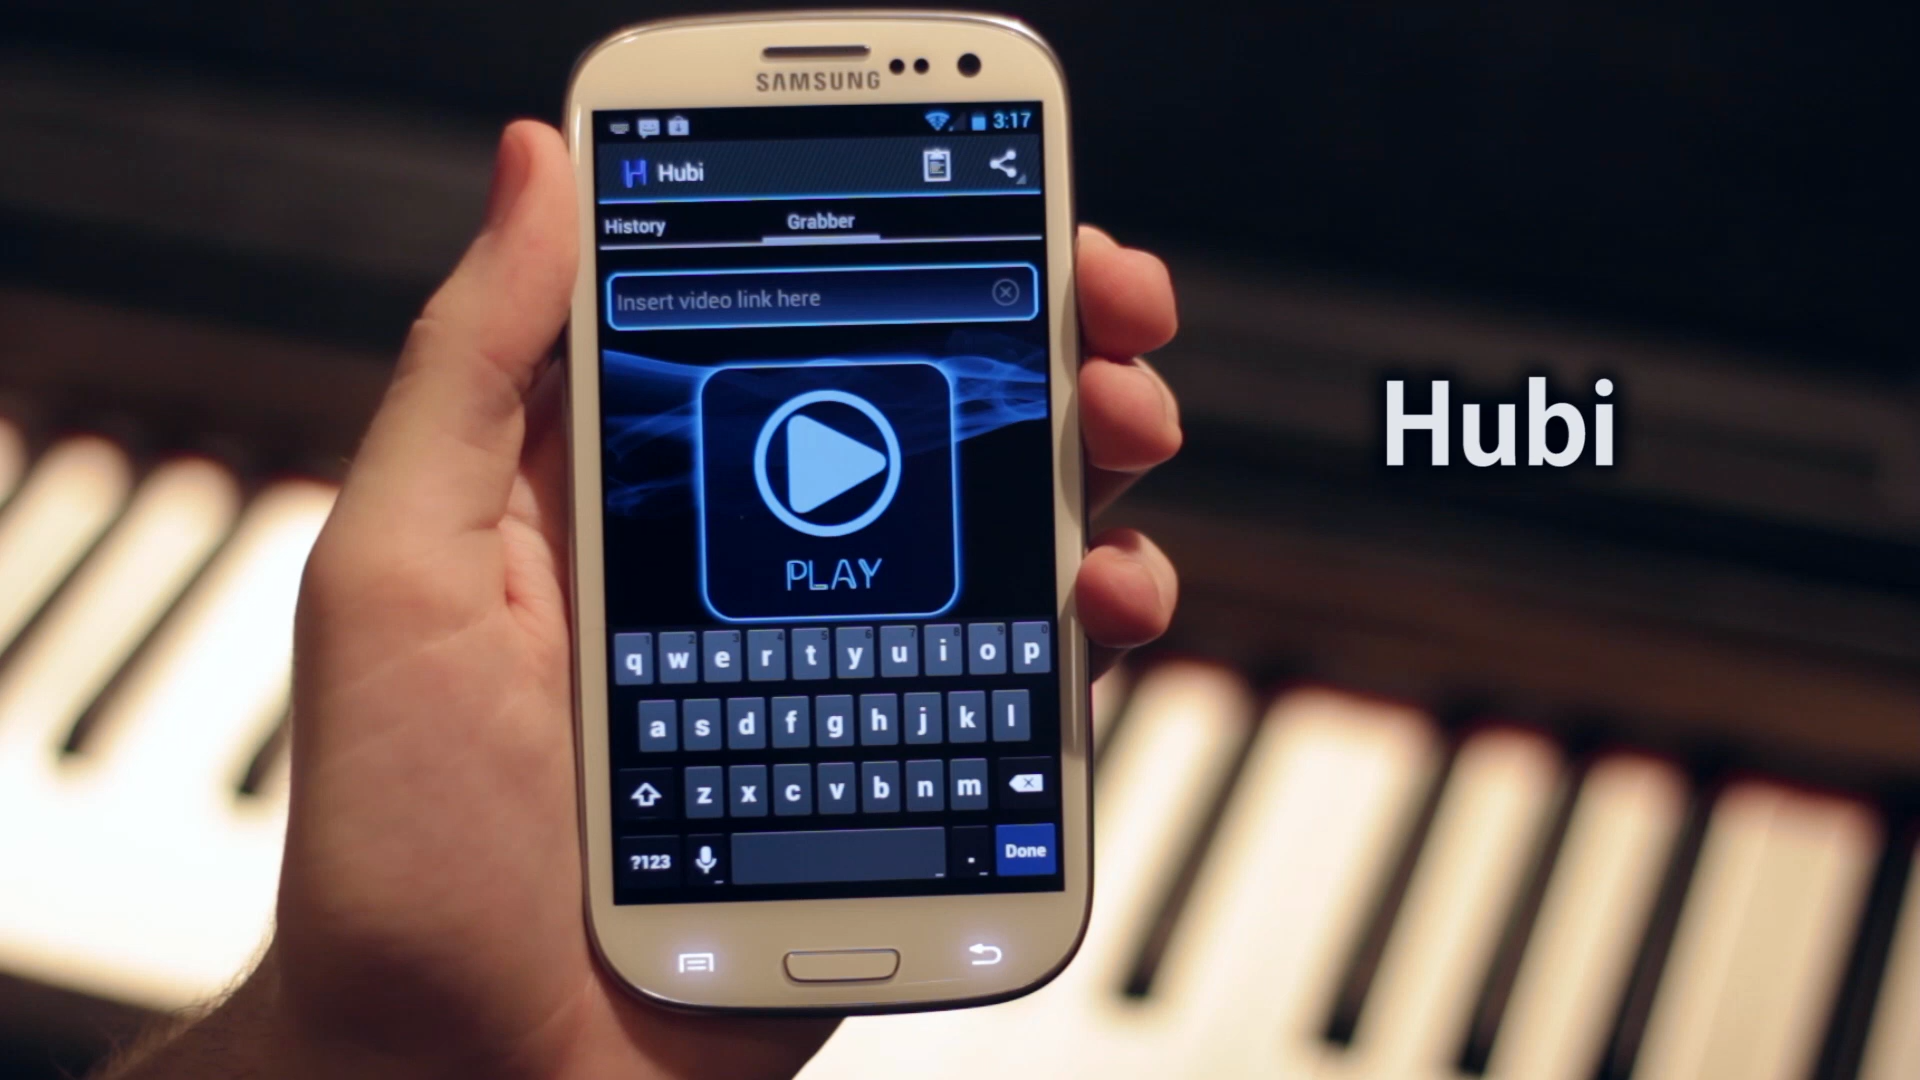 SAMSUNG
3:17
H Hubi
History Grabber
Insert video link here
PLAY
Hubi
q w e r t y u i o p
a s d f g h j k l
z x c v b n m
?123 . Done